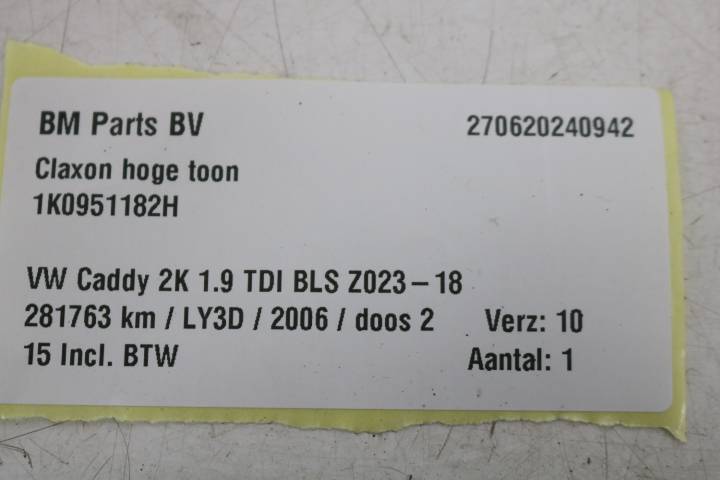 BM Parts BV 270620240942
Claxon hoge toon
1K0951182H
VW Caddy 2K 1.9 TDI BLS Z023-18
281763 km / LY3D / 2006 / doos 2 Verz: 10
15 Incl. BTW Aantal: 1